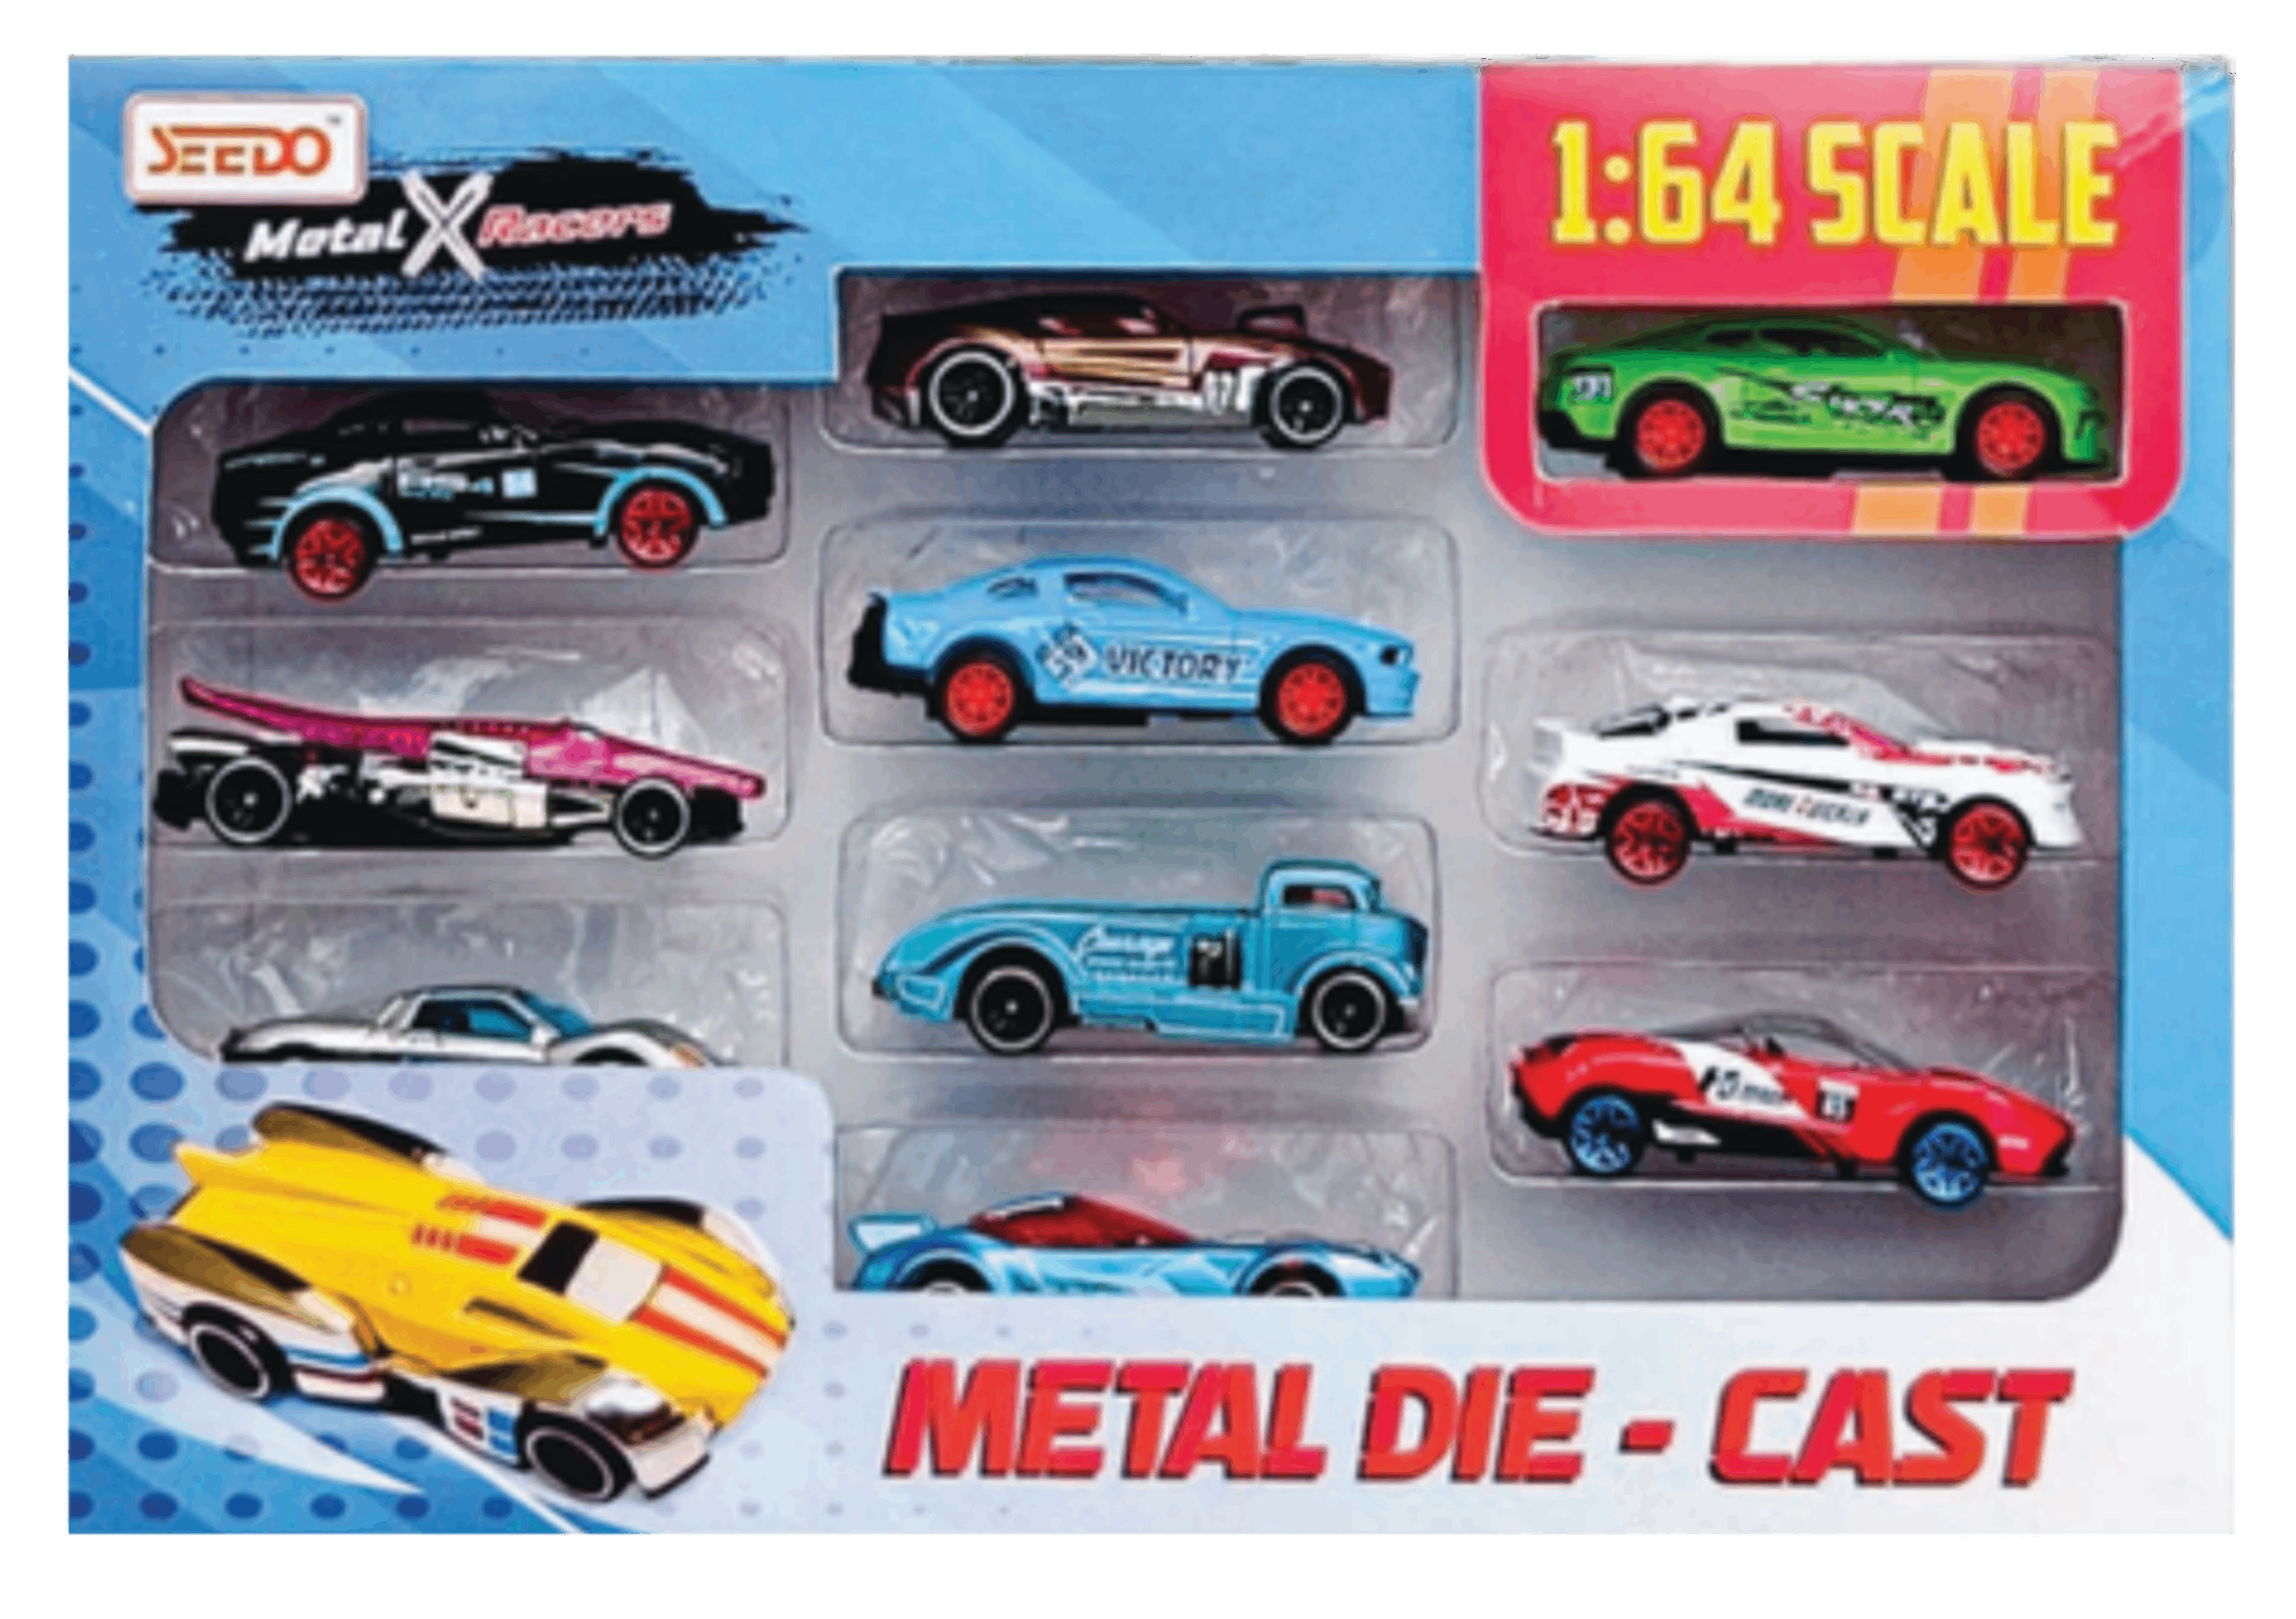 SEEDO
Metal X Racers
1:64 SCALE
VICTORY
METAL DIE - CAST